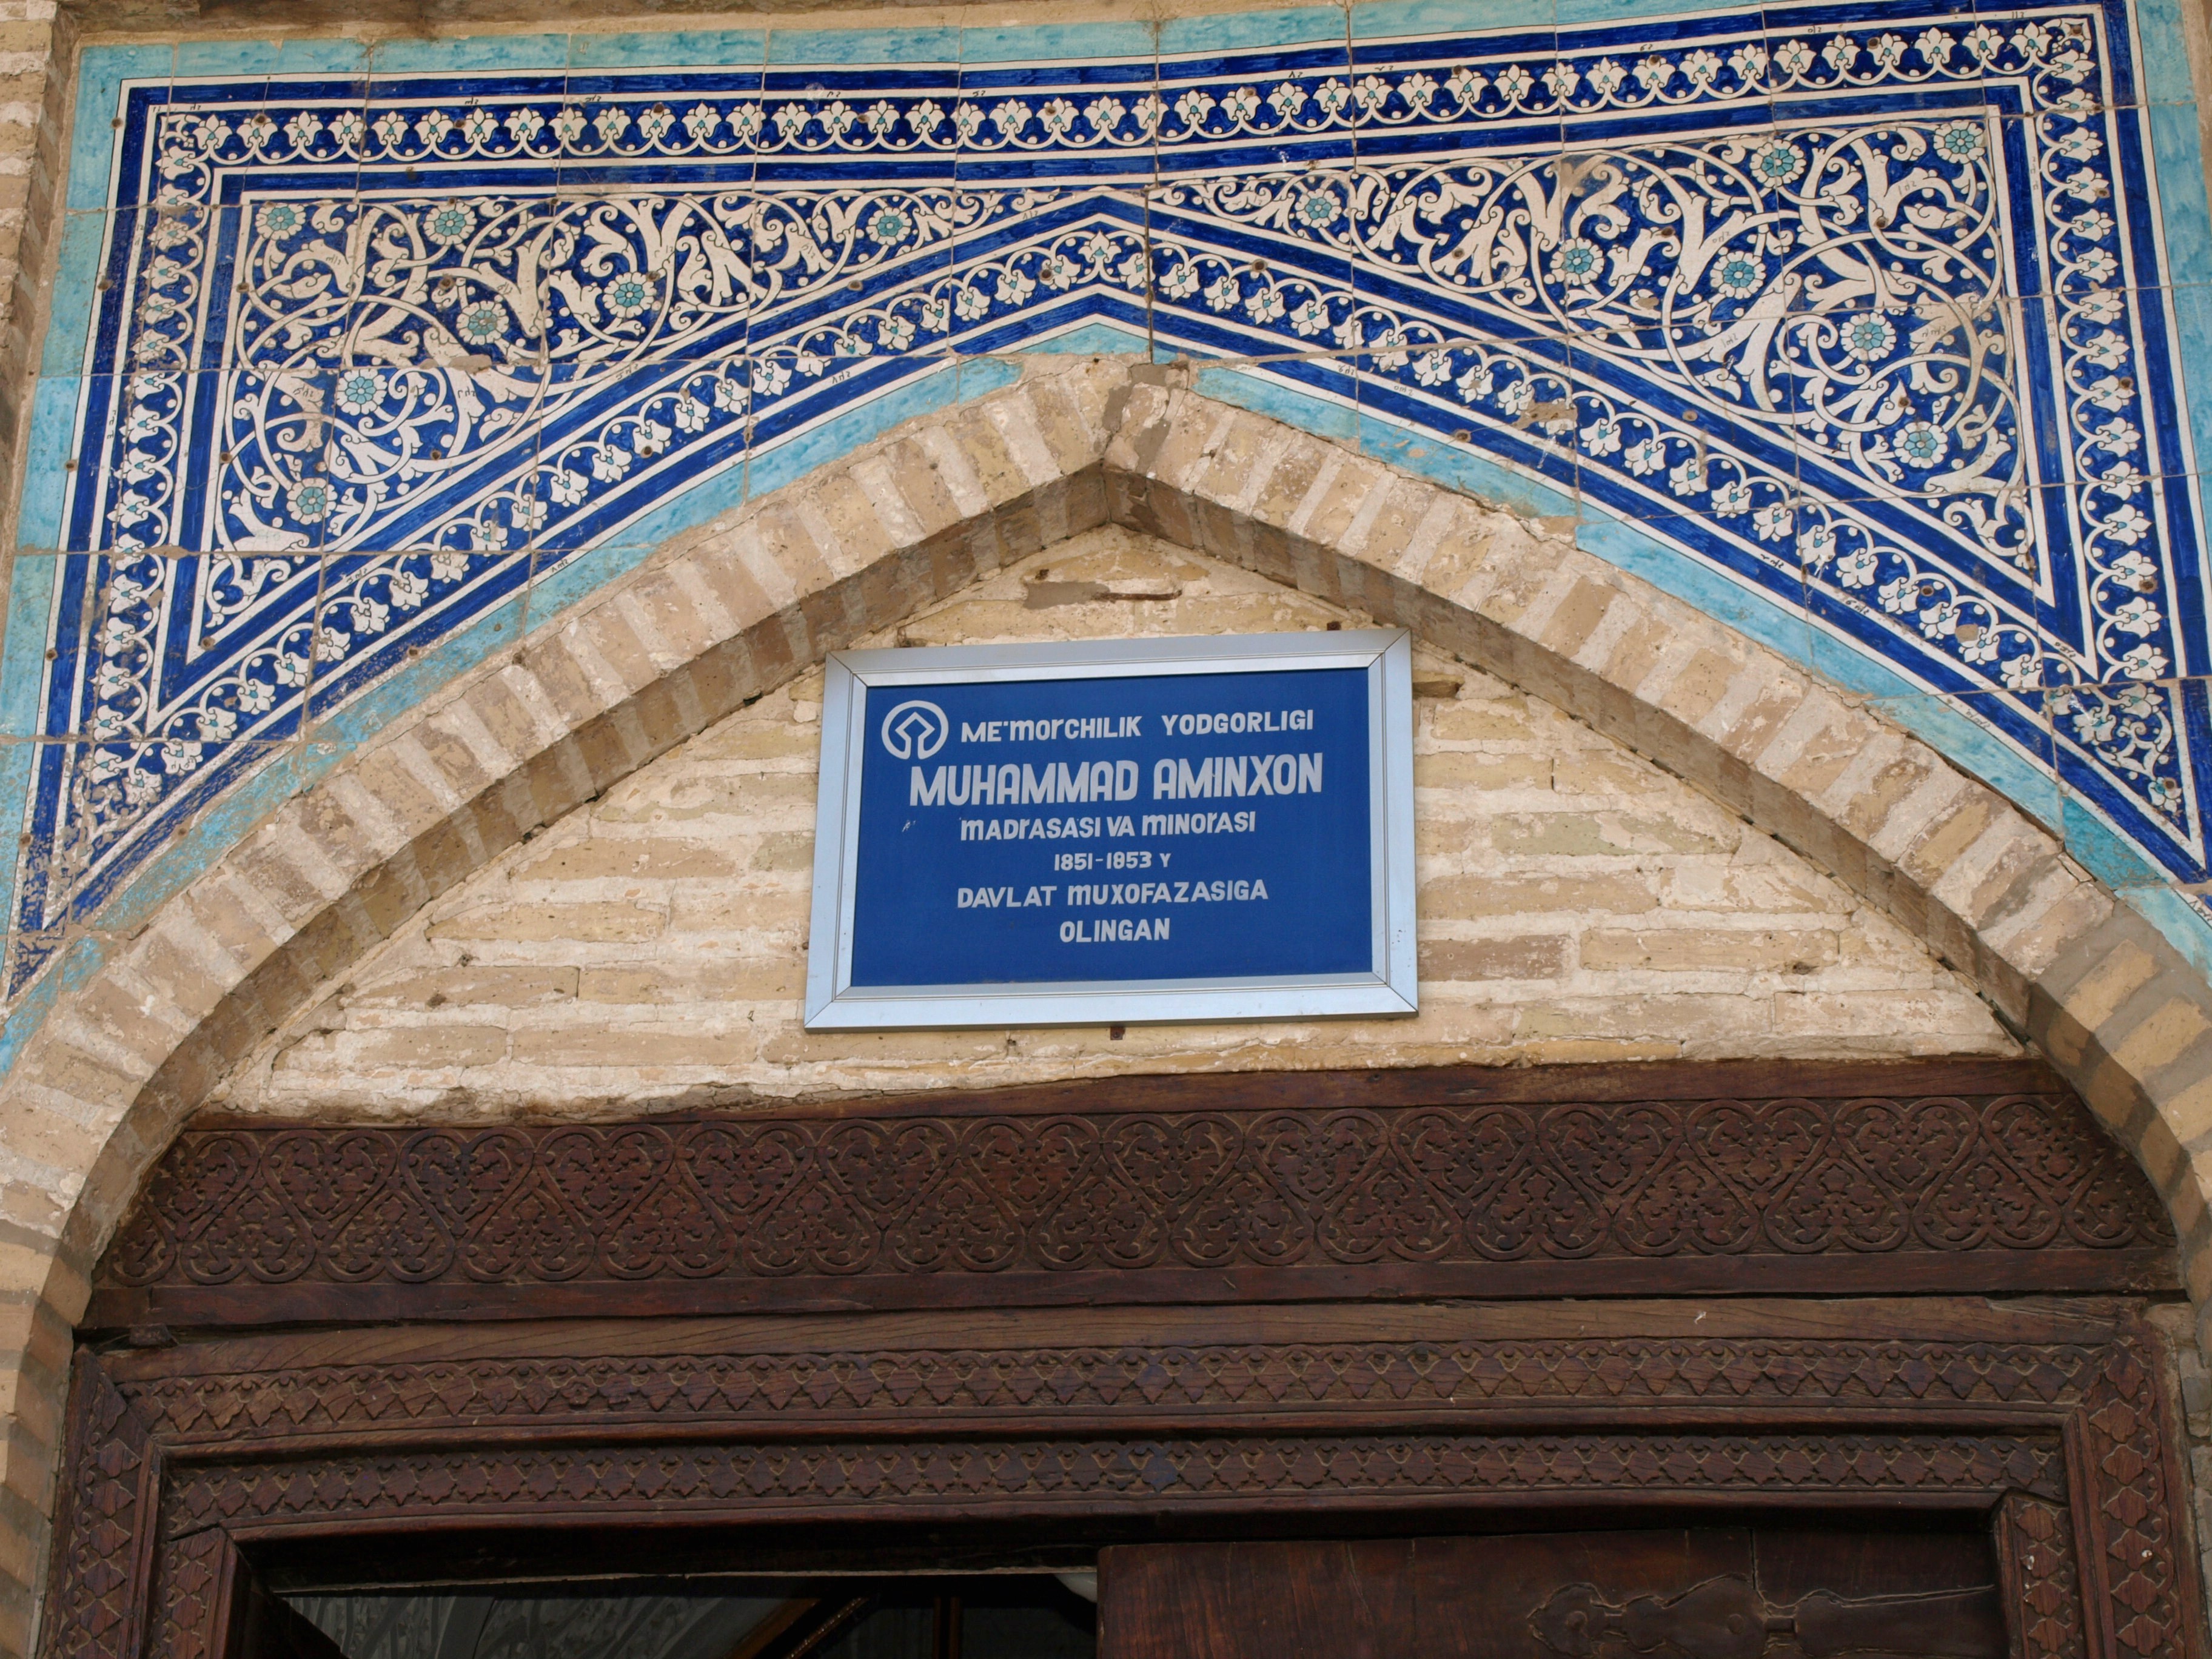 ME'morCHILIK YODGORLIGI
MUHAMMAD AMINXON
MADrASASI VA MINOrASI
1851-1853 Y
DAVLAT MUXOFAZASIGA
OLINGAN